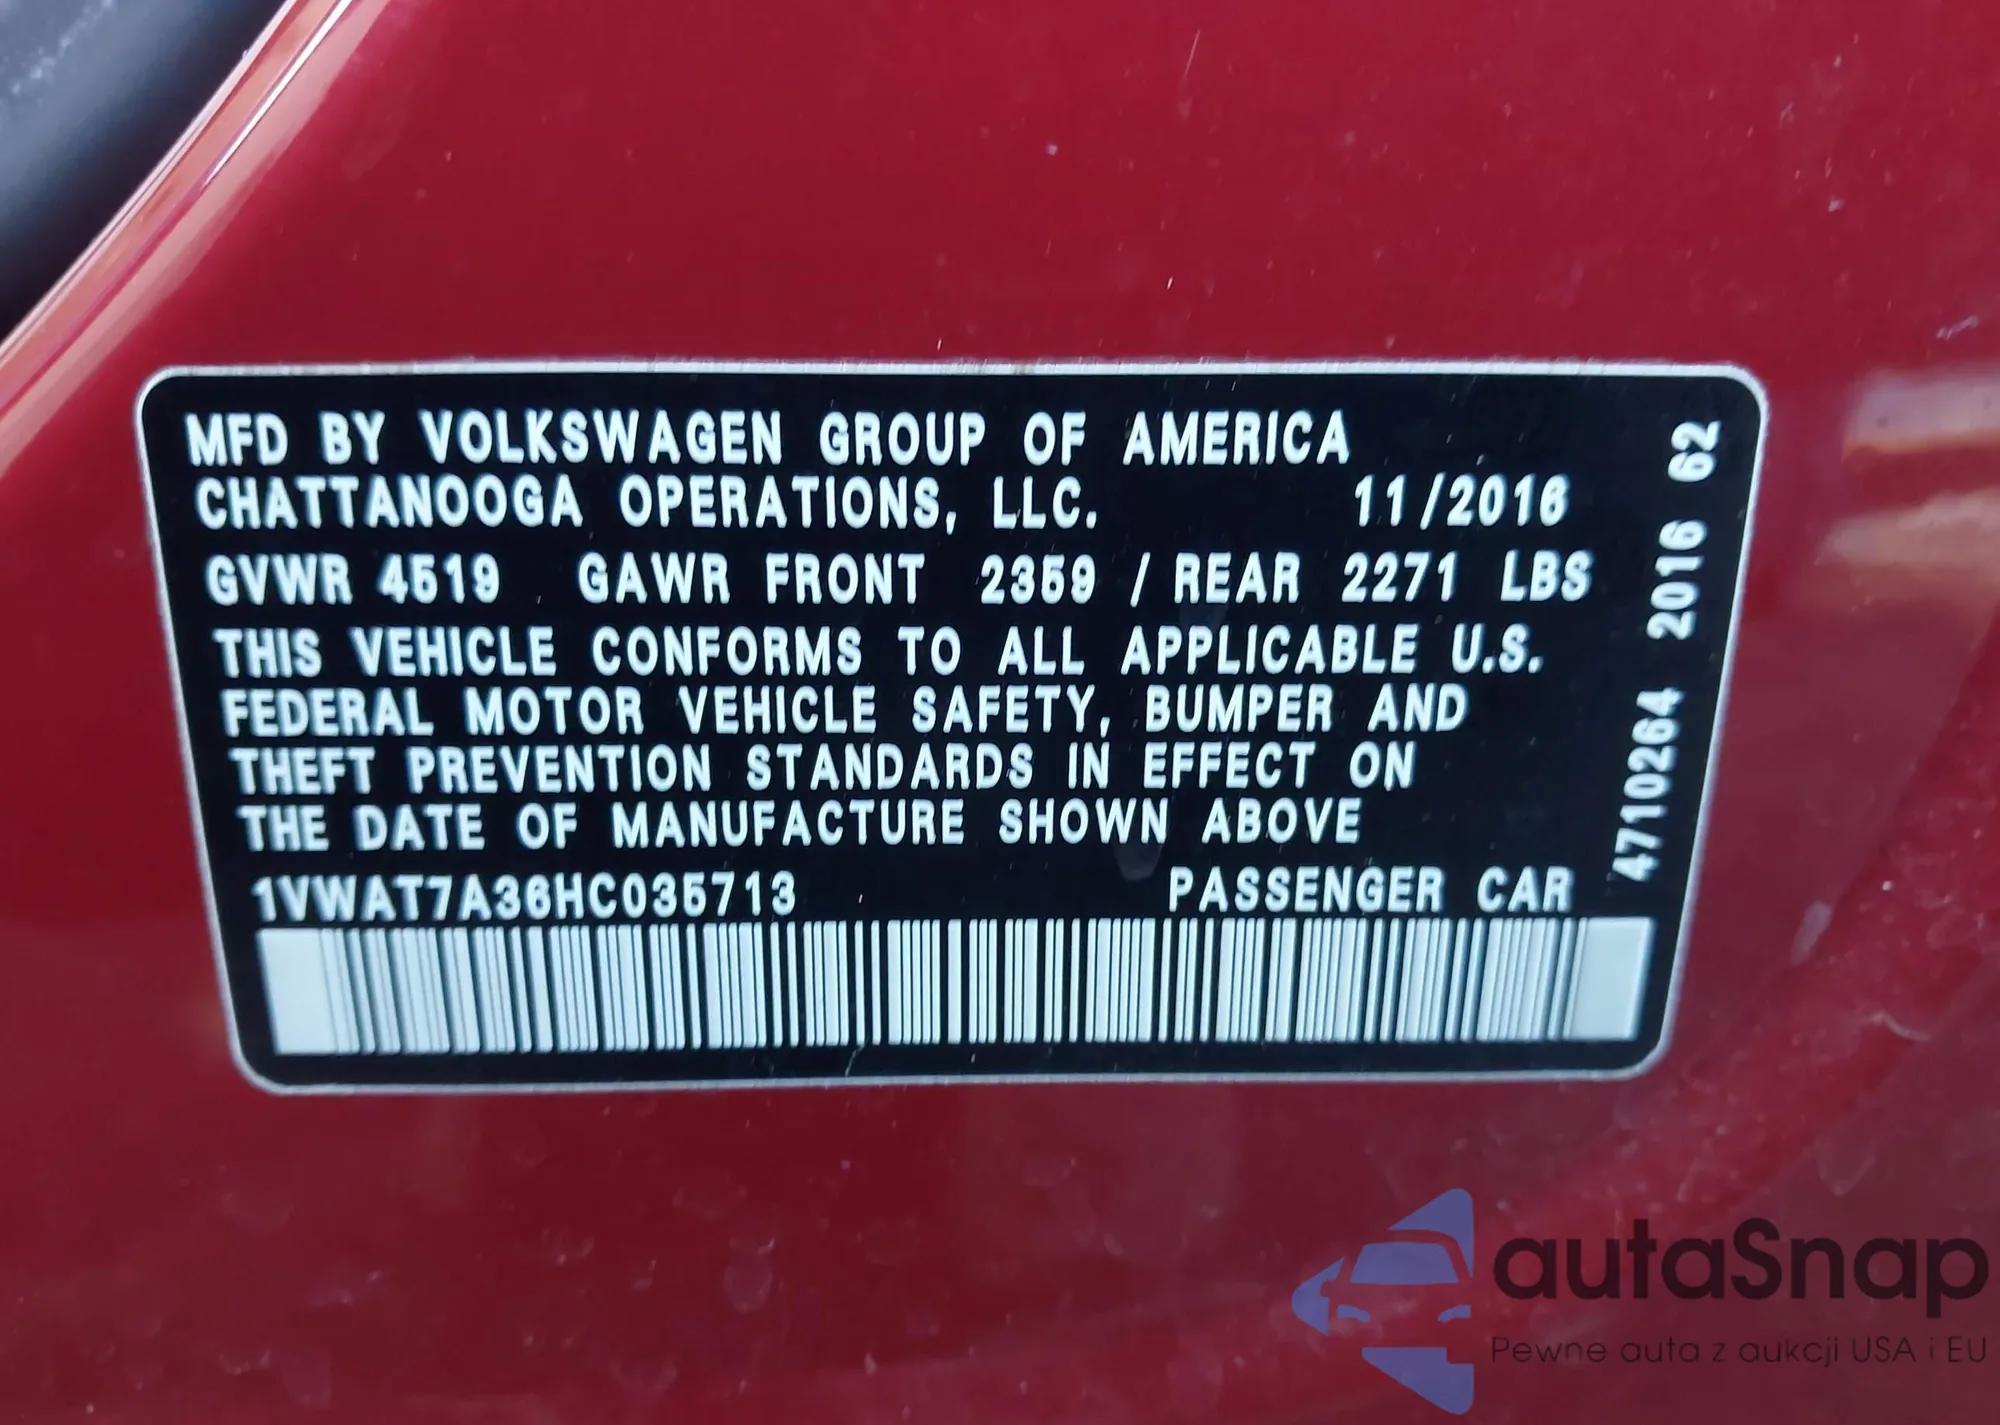 MFD BY VOLKSWAGEN GROUP OF AMERICA
CHATTANOOGA OPERATIONS, LLC. 11/2016
GVWR 4519 GAWR FRONT 2359 / REAR 2271 LBS
THIS VEHICLE CONFORMS TO ALL APPLICABLE U.S.
FEDERAL MOTOR VEHICLE SAFETY, BUMPER AND
THEFT PREVENTION STANDARDS IN EFFECT ON
THE DATE OF MANUFACTURE SHOWN ABOVE
1VWAT7A36HC035713 PASSENGER CAR
4710264 2016 62
autaSnap
Pewne auta z aukcji USA i EU